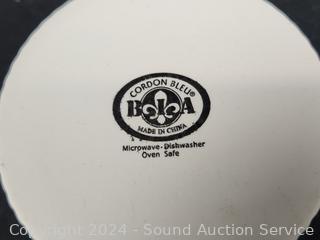 CORDON BLEU®
BIA
MADE IN CHINA
Microwave-Dishwasher
Oven Safe
Copyright 2024 - Sound Auction Service